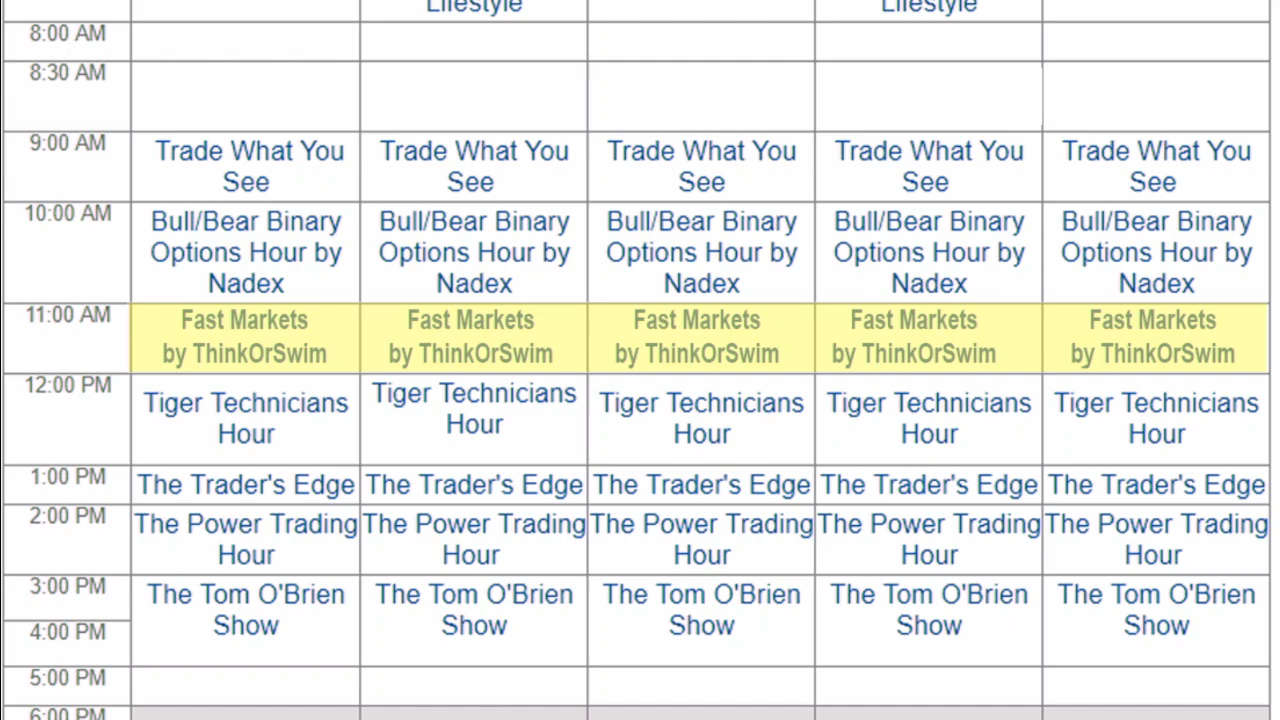 Lifestyle Lifestyle
8:00 AM
8:30 AM
9:00 AM Trade What You Trade What You Trade What You Trade What You Trade What You
See See See See See
10:00 AM Bull/Bear Binary Bull/Bear Binary Bull/Bear Binary Bull/Bear Binary Bull/Bear Binary
Options Hour by Options Hour by Options Hour by Options Hour by Options Hour by
Nadex Nadex Nadex Nadex Nadex
11:00 AM Fast Markets Fast Markets Fast Markets Fast Markets Fast Markets
by ThinkOrSwim by ThinkOrSwim by ThinkOrSwim by ThinkOrSwim by ThinkOrSwim
12:00 PM Tiger Technicians Tiger Technicians Tiger Technicians Tiger Technicians Tiger Technicians
Hour Hour Hour Hour Hour
1:00 PM The Trader's Edge The Trader's Edge The Trader's Edge The Trader's Edge The Trader's Edge
2:00 PM The Power Trading The Power Trading The Power Trading The Power Trading The Power Trading
Hour Hour Hour Hour Hour
3:00 PM The Tom O'Brien The Tom O'Brien The Tom O'Brien The Tom O'Brien The Tom O'Brien
4:00 PM Show Show Show Show Show
5:00 PM
6:00 PM